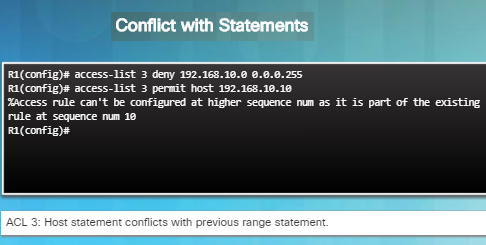 Conflict with Statements
R1(config)# access-list 3 deny 192.168.10.0 0.0.0.255
R1(config)# access-list 3 permit host 192.168.10.10
%Access rule can't be configured at higher sequence num as it is part of the existing
rule at sequence num 10
R1(config)#
ACL 3: Host statement conflicts with previous range statement.